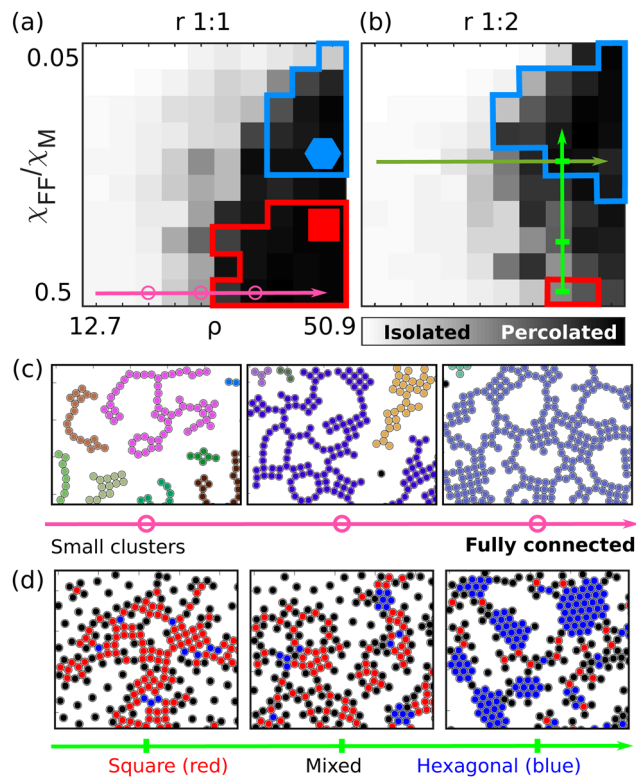 (a) r 1:1
(b) r 1:2
0.05
χFF/χM
0.5
12.7 ρ 50.9
Isolated Percolated
(c)
Small clusters Fully connected
(d)
Square (red) Mixed Hexagonal (blue)